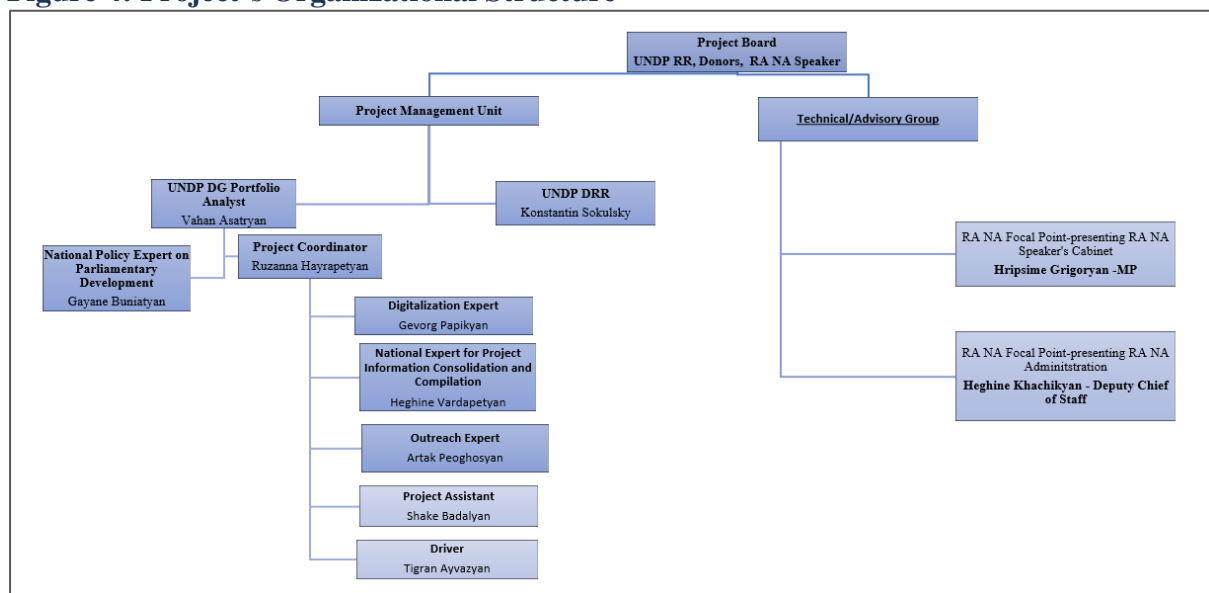 Figure 4: Project's Organizational Structure
Project Board
UNDP RR, Donors, RA NA Speaker
Project Management Unit
Technical/Advisory Group
UNDP DG Portfolio
Analyst
Vahan Asatryan
UNDP DRR
Konstantin Sokulsky
National Policy Expert on
Parliamentary
Development
Gayane Buniatyan
Project Coordinator
Ruzanna Hayrapetyan
RA NA Focal Point-presenting RA NA
Speaker's Cabinet
Hripsime Grigoryan -MP
Digitalization Expert
Gevorg Papikyan
National Expert for Project
Information Consolidation and
Compilation
Heghine Vardapetyan
RA NA Focal Point-presenting RA NA
Adminitstration
Heghine Khachikyan - Deputy Chief
of Staff
Outreach Expert
Artak Peoghosyan
Project Assistant
Shake Badalyan
Driver
Tigran Ayvazyan